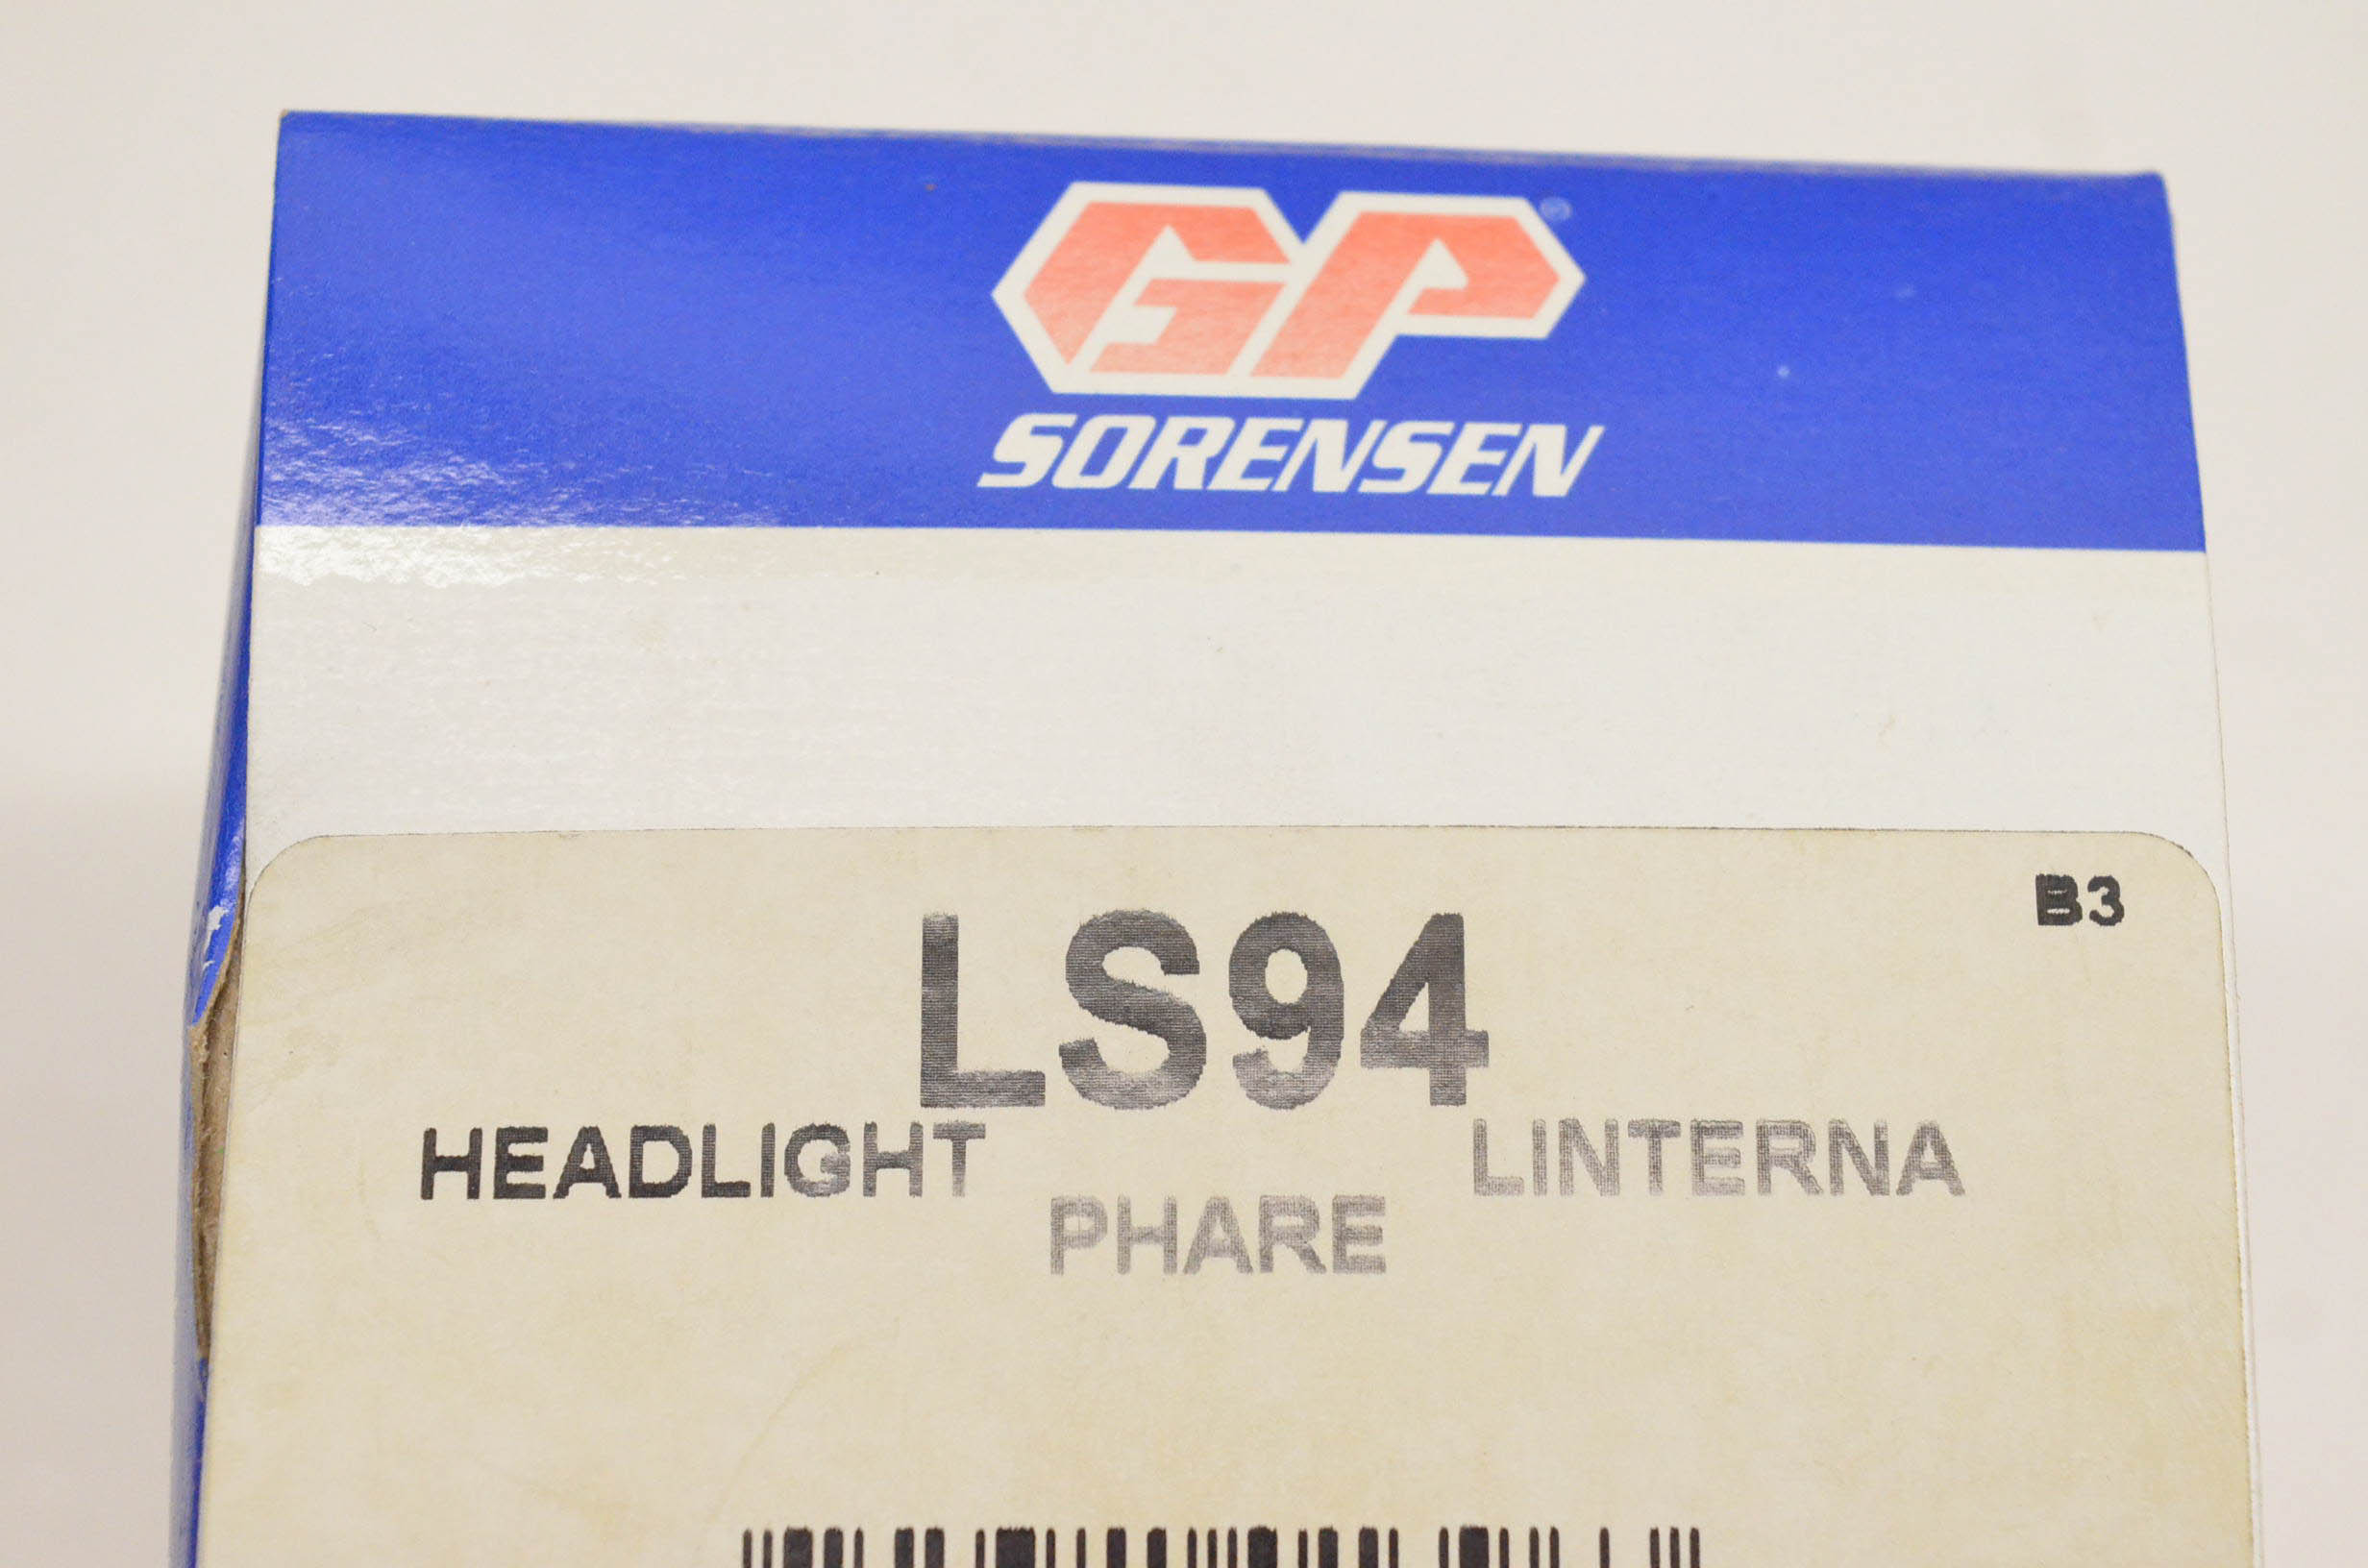 GP®
SORENSEN
B3
LS94
HEADLIGHT LINTERNA
PHARE